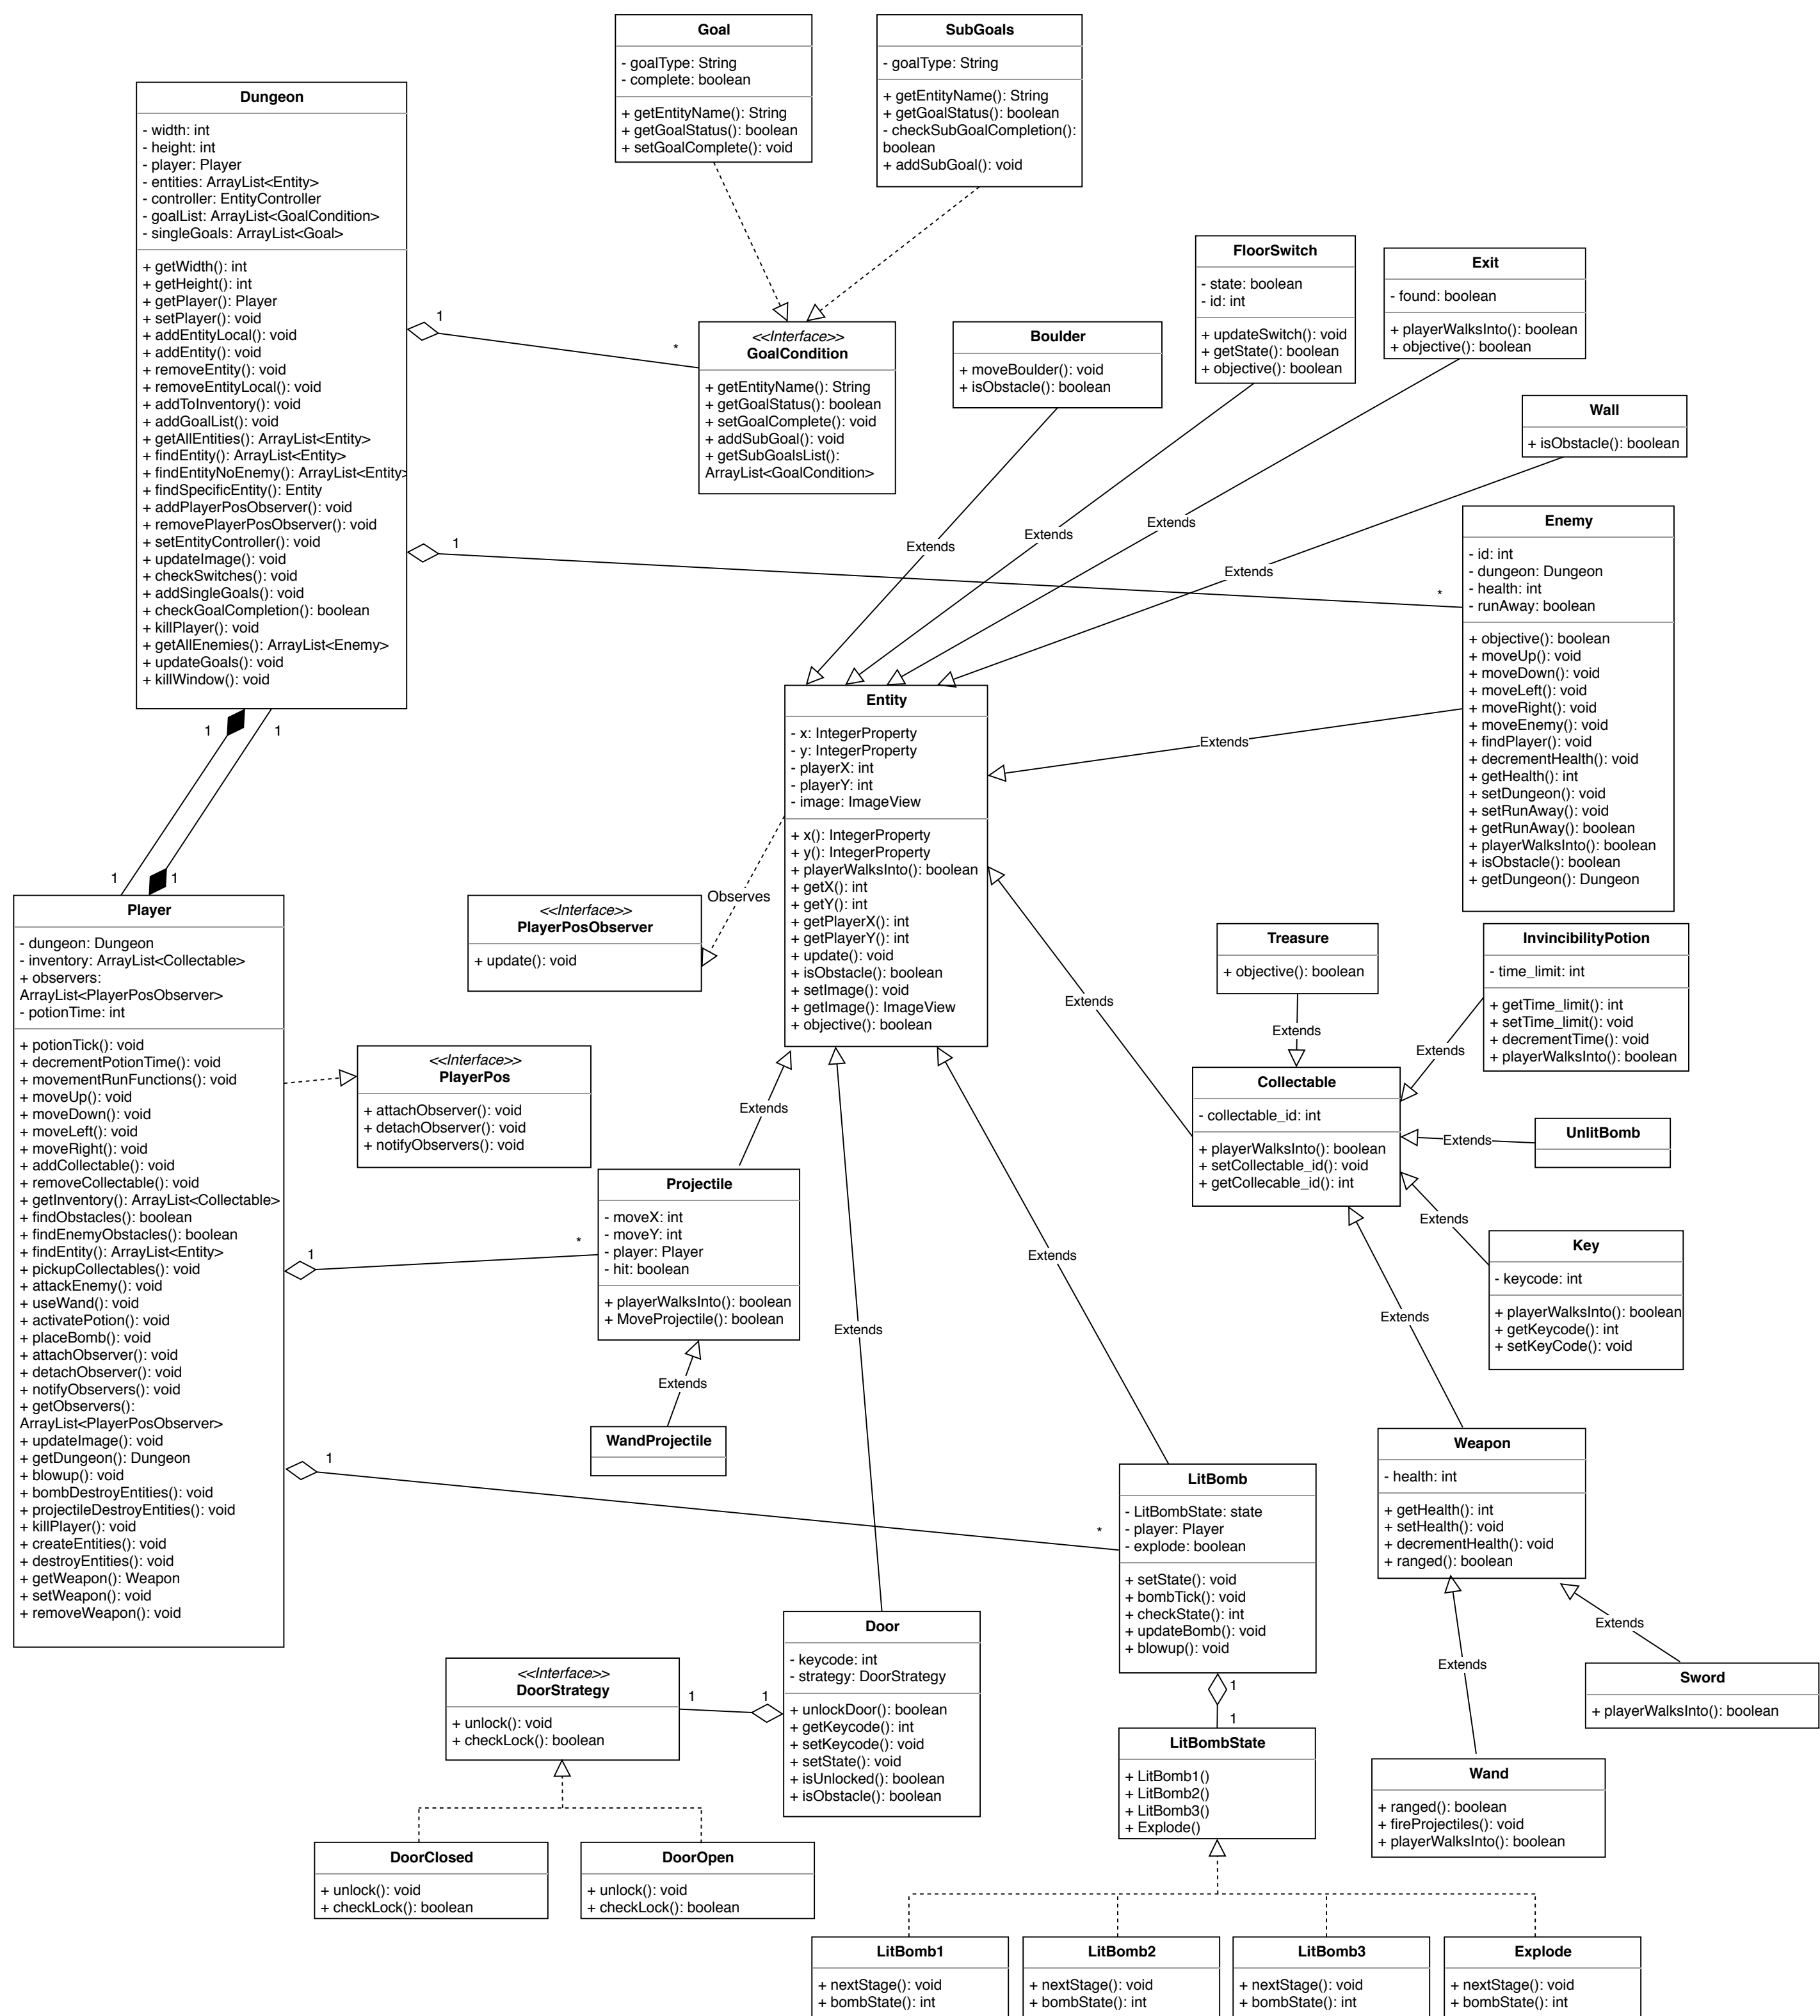 Goal
- goalType: String
- complete: boolean
+ getEntityName(): String
+ getGoalStatus(): boolean
+ setGoalComplete(): void
SubGoals
- goalType: String
+ getEntityName(): String
+ getGoalStatus(): boolean
- checkSubGoalCompletion():
boolean
+ addSubGoal(): void
Dungeon
- width: int
- height: int
- player: Player
- entities: ArrayList<Entity>
- controller: EntityController
- goalList: ArrayList<GoalCondition>
- singleGoals: ArrayList<Goal>
+ getWidth(): int
+ getHeight(): int
+ getPlayer(): Player
+ setPlayer(): void
+ addEntityLocal(): void
+ addEntity(): void
+ removeEntity(): void
+ removeEntityLocal(): void
+ addToInventory(): void
+ addGoalList(): void
+ getAllEntities(): ArrayList<Entity>
+ findEntity(): ArrayList<Entity>
+ findEntityNoEnemy(): ArrayList<Entity>
+ findSpecificEntity(): Entity
+ addPlayerPosObserver(): void
+ removePlayerPosObserver(): void
+ setEntityController(): void
+ updateImage(): void
+ checkSwitches(): void
+ addSingleGoals(): void
+ checkGoalCompletion(): boolean
+ killPlayer(): void
+ getAllEnemies(): ArrayList<Enemy>
+ updateGoals(): void
+ killWindow(): void
1
*
1
*
1
1
1
1
<<Interface>>
GoalCondition
+ getEntityName(): String
+ getGoalStatus(): boolean
+ setGoalComplete(): void
+ addSubGoal(): void
+ getSubGoalsList():
ArrayList<GoalCondition>
Boulder
+ moveBoulder(): void
+ isObstacle(): boolean
FloorSwitch
- state: boolean
- id: int
+ updateSwitch(): void
+ getState(): boolean
+ objective(): boolean
Exit
- found: boolean
+ playerWalksInto(): boolean
+ objective(): boolean
Wall
+ isObstacle(): boolean
Extends
Extends
Extends
Extends
Extends
Enemy
- id: int
- dungeon: Dungeon
- health: int
- runAway: boolean
+ objective(): boolean
+ moveUp(): void
+ moveDown(): void
+ moveLeft(): void
+ moveRight(): void
+ moveEnemy(): void
+ findPlayer(): void
+ decrementHealth(): void
+ getHealth(): int
+ setDungeon(): void
+ setRunAway(): void
+ getRunAway(): boolean
+ playerWalksInto(): boolean
+ isObstacle(): boolean
+ getDungeon(): Dungeon
Entity
- x: IntegerProperty
- y: IntegerProperty
- playerX: int
- playerY: int
- image: ImageView
+ x(): IntegerProperty
+ y(): IntegerProperty
+ playerWalksInto(): boolean
+ getX(): int
+ getY(): int
+ getPlayerX(): int
+ getPlayerY(): int
+ update(): void
+ isObstacle(): boolean
+ setImage(): void
+ getImage(): ImageView
+ objective(): boolean
Observes
<<Interface>>
PlayerPosObserver
+ update(): void
Player
- dungeon: Dungeon
- inventory: ArrayList<Collectable>
+ observers:
ArrayList<PlayerPosObserver>
- potionTime: int
+ potionTick(): void
+ decrementPotionTime(): void
+ movementRunFunctions(): void
+ moveUp(): void
+ moveDown(): void
+ moveLeft(): void
+ moveRight(): void
+ addCollectable(): void
+ removeCollectable(): void
+ getInventory(): ArrayList<Collectable>
+ findObstacles(): boolean
+ findEnemyObstacles(): boolean
+ findEntity(): ArrayList<Entity>
+ pickupCollectables(): void
+ attackEnemy(): void
+ useWand(): void
+ activatePotion(): void
+ placeBomb(): void
+ attachObserver(): void
+ detachObserver(): void
+ notifyObservers(): void
+ getObservers():
ArrayList<PlayerPosObserver>
+ updateImage(): void
+ getDungeon(): Dungeon
+ blowup(): void
+ bombDestroyEntities(): void
+ projectileDestroyEntities(): void
+ killPlayer(): void
+ createEntities(): void
+ destroyEntities(): void
+ getWeapon(): Weapon
+ setWeapon(): void
+ removeWeapon(): void
<<Interface>>
PlayerPos
+ attachObserver(): void
+ detachObserver(): void
+ notifyObservers(): void
1
*
1
*
Extends
Projectile
- moveX: int
- moveY: int
- player: Player
- hit: boolean
+ playerWalksInto(): boolean
+ MoveProjectile(): boolean
Extends
WandProjectile
Extends
Extends
Extends
Treasure
+ objective(): boolean
Extends
InvincibilityPotion
- time_limit: int
+ getTime_limit(): int
+ setTime_limit(): void
+ decrementTime(): void
+ playerWalksInto(): boolean
Extends
Collectable
- collectable_id: int
+ playerWalksInto(): boolean
+ setCollectable_id(): void
+ getCollecable_id(): int
Extends
UnlitBomb
Extends
Key
- keycode: int
+ playerWalksInto(): boolean
+ getKeycode(): int
+ setKeyCode(): void
Extends
Weapon
- health: int
+ getHealth(): int
+ setHealth(): void
+ decrementHealth(): void
+ ranged(): boolean
Extends
Extends
Sword
+ playerWalksInto(): boolean
Wand
+ ranged(): boolean
+ fireProjectiles(): void
+ playerWalksInto(): boolean
LitBomb
- LitBombState: state
- player: Player
- explode: boolean
+ setState(): void
+ bombTick(): void
+ checkState(): int
+ updateBomb(): void
+ blowup(): void
1
1
LitBombState
+ LitBomb1()
+ LitBomb2()
+ LitBomb3()
+ Explode()
Door
- keycode: int
- strategy: DoorStrategy
+ unlockDoor(): boolean
+ getKeycode(): int
+ setKeycode(): void
+ setState(): void
+ isUnlocked(): boolean
+ isObstacle(): boolean
1
1
<<Interface>>
DoorStrategy
+ unlock(): void
+ checkLock(): boolean
DoorClosed
+ unlock(): void
+ checkLock(): boolean
DoorOpen
+ unlock(): void
+ checkLock(): boolean
LitBomb1
+ nextStage(): void
+ bombState(): int
LitBomb2
+ nextStage(): void
+ bombState(): int
LitBomb3
+ nextStage(): void
+ bombState(): int
Explode
+ nextStage(): void
+ bombState(): int